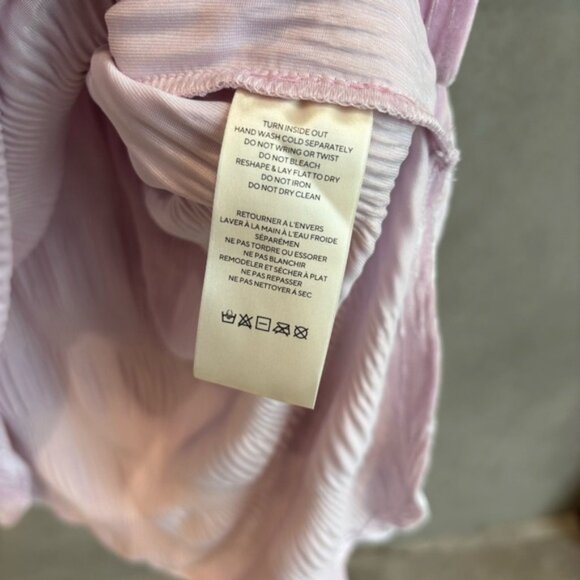 TURN INSIDE OUT
HAND WASH COLD SEPARATELY
DO NOT WRING OR TWIST
DO NOT BLEACH
RESHAPE & LAY FLAT TO DRY
DO NOT IRON
DO NOT DRY CLEAN
RETOURNER A L'ENVERS
LAVER À LA MAIN À L'EAU FROIDE
SÉPARÉMEN
NE PAS TORDRE OU ESSORER
NE PAS BLANCHIR
REMODELER ET SÉCHER À PLAT
NE PAS REPASSER
NE PAS NETTOYER À SEC